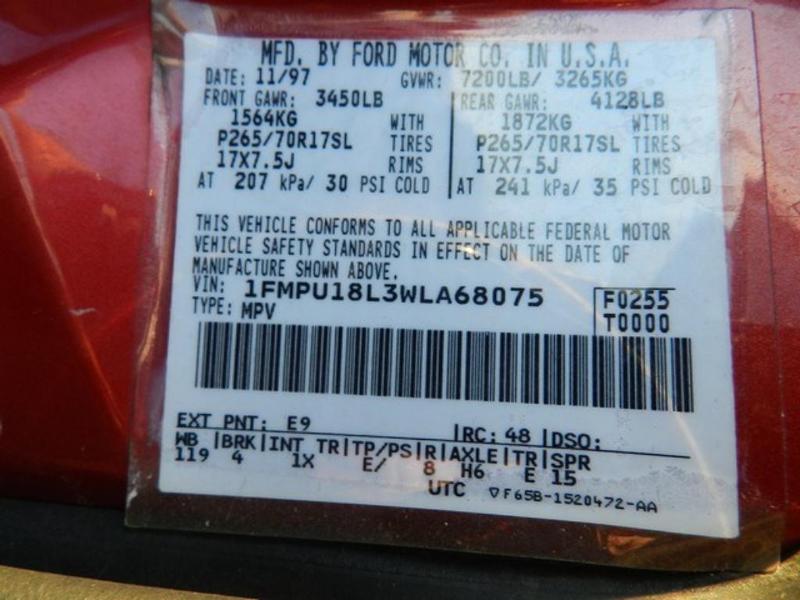 MFD. BY FORD MOTOR CO. IN U.S.A.
DATE: 11/97 GVWR: 7200LB/ 3265KG
FRONT GAWR: 3450LB REAR GAWR: 4128LB
1564KG WITH 1872KG WITH
P265/70R17SL TIRES P265/70R17SL TIRES
17X7.5J RIMS 17X7.5J RIMS
AT 207 kPa/ 30 PSI COLD AT 241 kPa/ 35 PSI COLD
THIS VEHICLE CONFORMS TO ALL APPLICABLE FEDERAL MOTOR
VEHICLE SAFETY STANDARDS IN EFFECT ON THE DATE OF
MANUFACTURE SHOWN ABOVE.
VIN: 1FMPU18L3WLA68075 F0255
TYPE: MPV T0000
EXT PNT: E9 |RC: 48 |DSO:
WB |BRK|INT TR|TP/PS|R|AXLE|TR|SPR
119 4 1X E/ 8 H6 E 15
UTC ▽F65B-1520472-AA